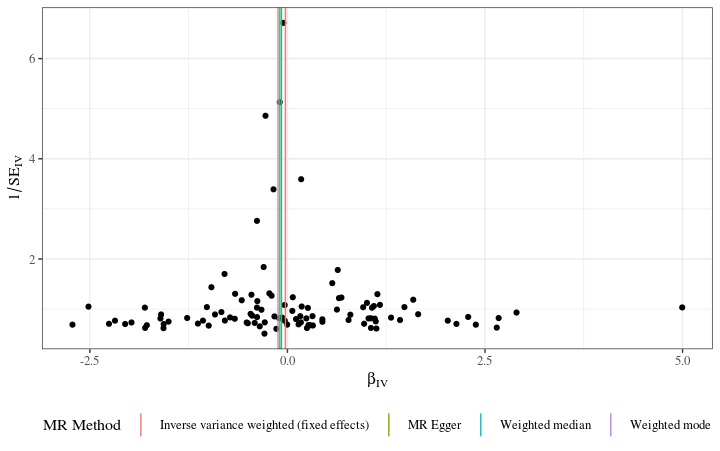 6
4
2
1/SE_IV
-2.5 0.0 2.5 5.0
β_IV
MR Method Inverse variance weighted (fixed effects) MR Egger Weighted median Weighted mode